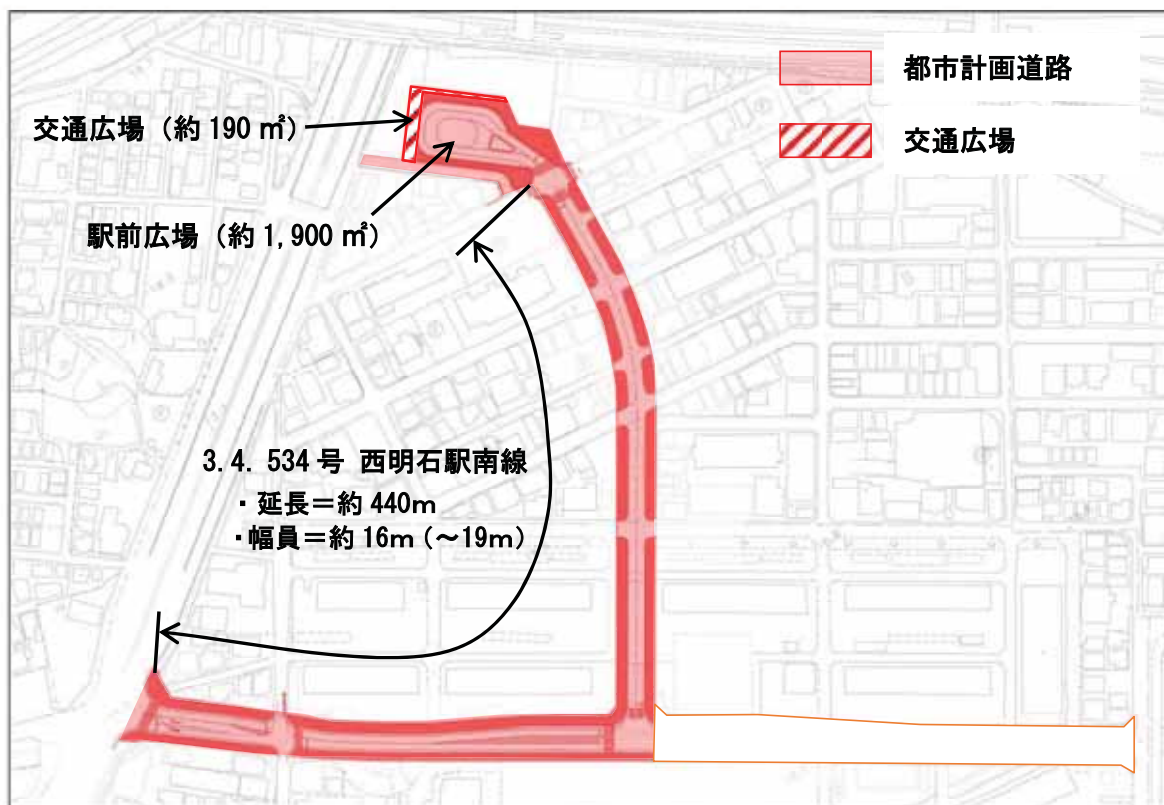 都市計画道路
交通広場
交通広場（約 190 ㎡）
駅前広場（約 1,900 ㎡）
3.4. 534 号 西明石駅南線
・ 延長＝約 440ｍ
・幅員＝約 16ｍ（～19ｍ）